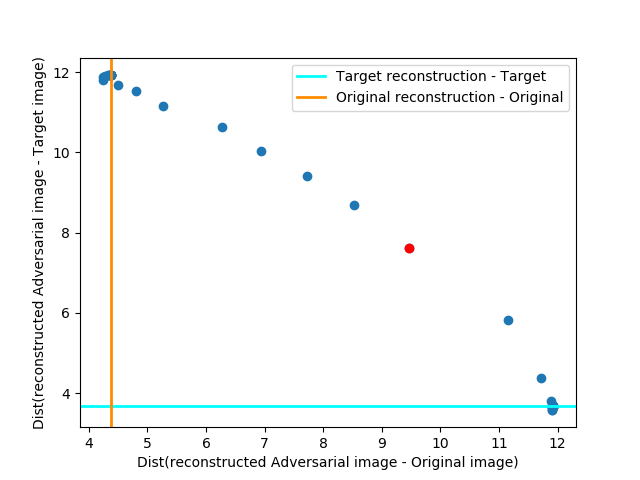 Target reconstruction - Target
Original reconstruction - Original
Dist(reconstructed Adversarial image - Target image)
12
10
8
6
4
4 5 6 7 8 9 10 11 12
Dist(reconstructed Adversarial image - Original image)